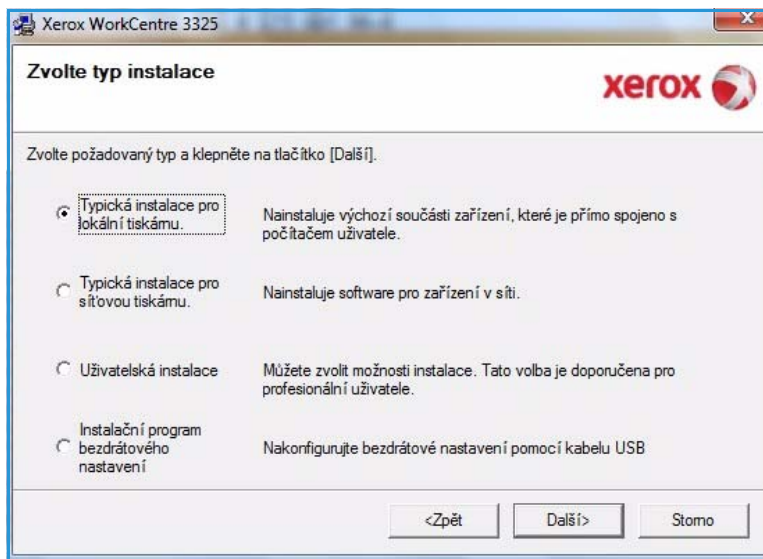 Xerox WorkCentre 3325
Zvolte typ instalace
xerox
Zvolte požadovaný typ a klepněte na tlačítko [Další].
Typická instalace pro
lokální tiskámu.
Nainstaluje výchozí součásti zařízení, které je přímo spojeno s
počítačem uživatele.
Typická instalace pro
síťovou tiskámu.
Nainstaluje software pro zařízení v síti.
Uživatelská instalace
Můžete zvolit možnosti instalace. Tato volba je doporučena pro
profesionální uživatele.
Instalační program
bezdrátového
nastavení
Nakonfigurujte bezdrátové nastavení pomocí kabelu USB
<Zpět
Další>
Storno